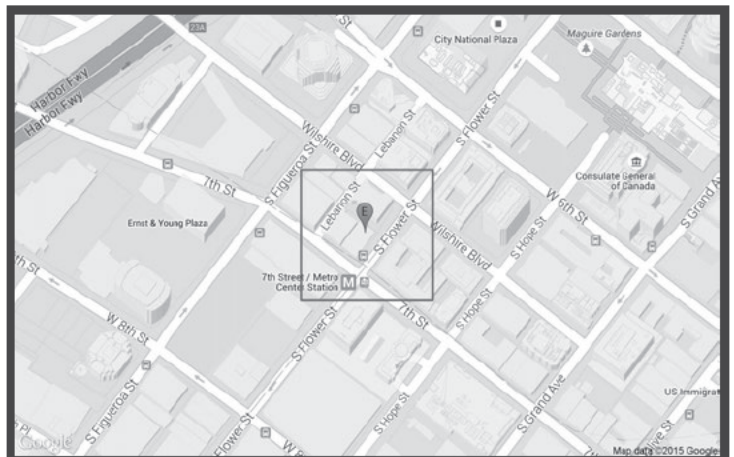 St
23A
City National Plaza
Maguire Gardens
Harbor Fwy
Harbor Fwy
Lebanon St
S Flower St
Wilshire Blvd
S Figueroa St
7th St
Consulate General
of Canada
W 6th St
S Grand Ave
Lebanon St
E
Ernst & Young Plaza
S Flower St
Wilshire Blvd
S Hope St
7th Street / Metro
Center Station
M
7th St
S Hope St
W 8th St
S Flower St
S Grand Ave
US Immigrat
S Figueroa St
Flower St
S Hope St
W 8
Google
Map data ©2015 Google